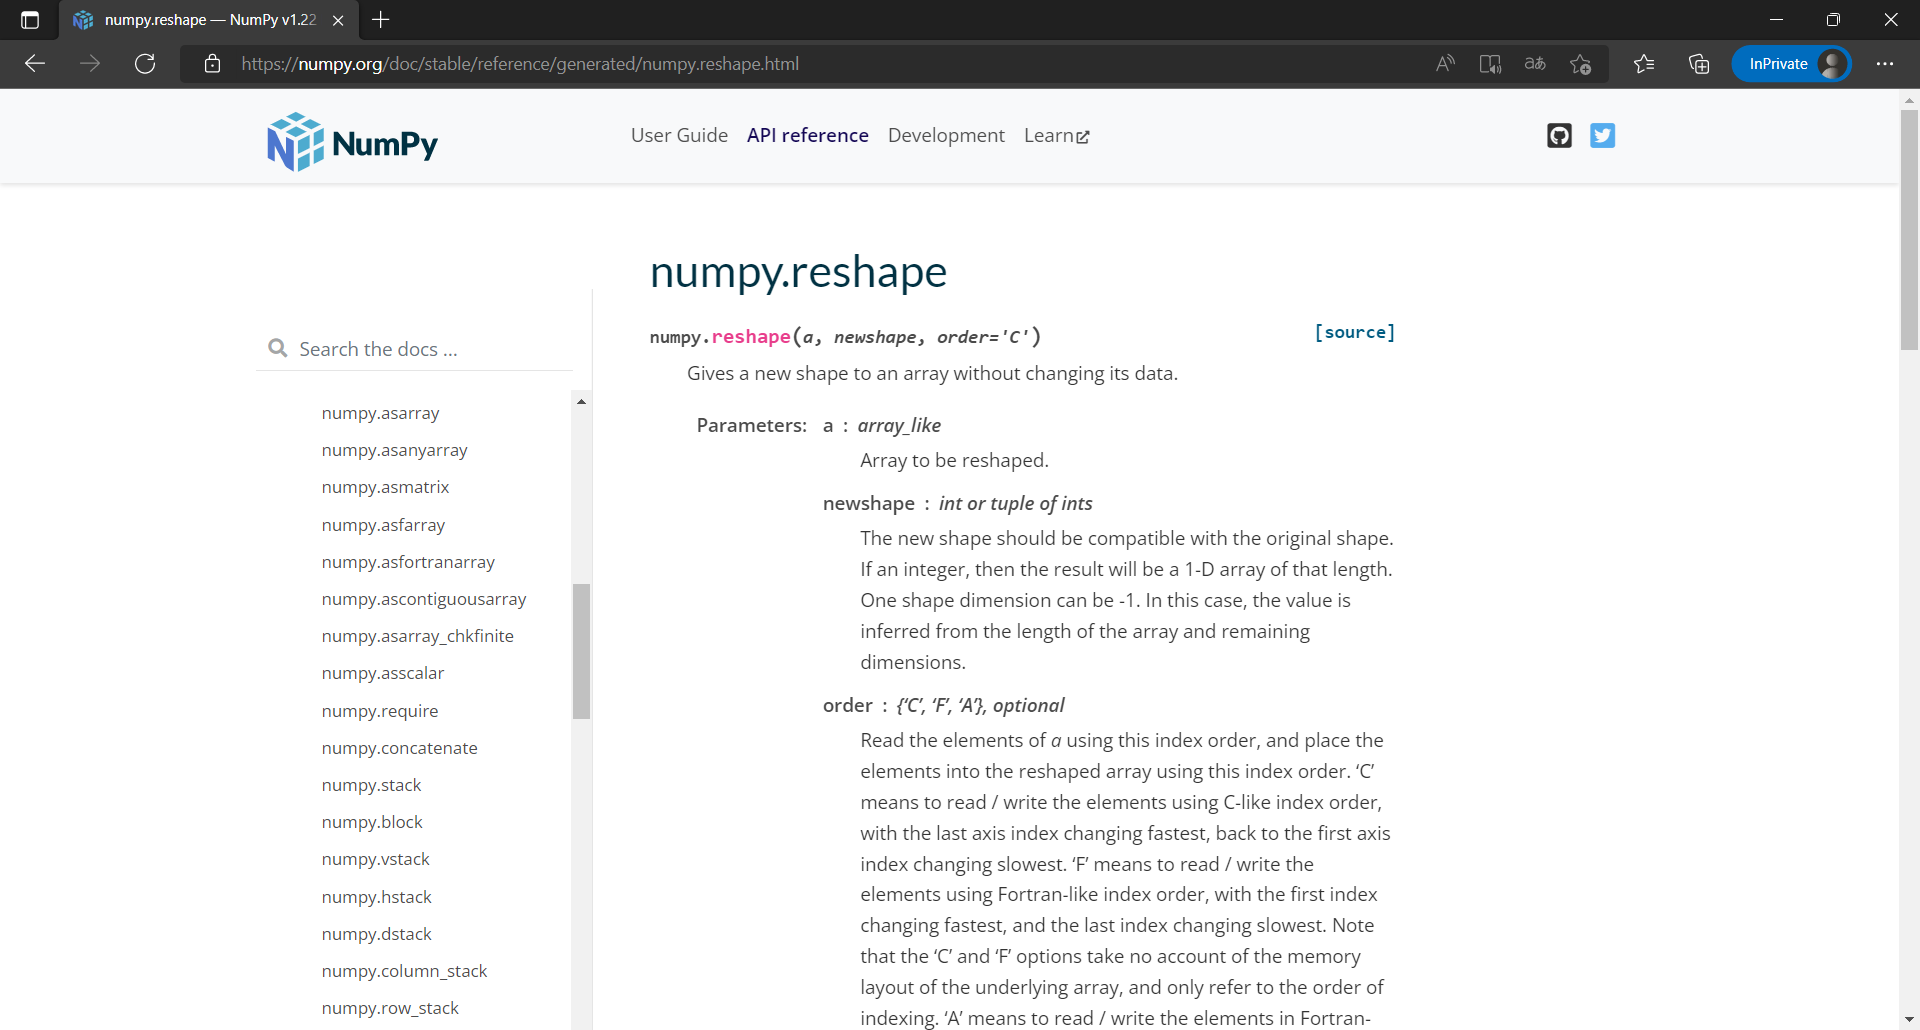 numpy.reshape — NumPy v1.22
https://numpy.org/doc/stable/reference/generated/numpy.reshape.html
InPrivate
NumPy
User Guide API reference Development Learn
numpy.reshape
numpy.reshape(a, newshape, order='C')
[source]
Gives a new shape to an array without changing its data.
Parameters: a : array_like
Array to be reshaped.
newshape : int or tuple of ints
The new shape should be compatible with the original shape.
If an integer, then the result will be a 1-D array of that length.
One shape dimension can be -1. In this case, the value is
inferred from the length of the array and remaining
dimensions.
order : {‘C’, ‘F’, ‘A’}, optional
Read the elements of a using this index order, and place the
elements into the reshaped array using this index order. ‘C’
means to read / write the elements using C-like index order,
with the last axis index changing fastest, back to the first axis
index changing slowest. ‘F’ means to read / write the
elements using Fortran-like index order, with the first index
changing fastest, and the last index changing slowest. Note
that the ‘C’ and ‘F’ options take no account of the memory
layout of the underlying array, and only refer to the order of
indexing. ‘A’ means to read / write the elements in Fortran-
Search the docs ...
numpy.asarray
numpy.asanyarray
numpy.asmatrix
numpy.asfarray
numpy.asfortranarray
numpy.ascontiguousarray
numpy.asarray_chkfinite
numpy.asscalar
numpy.require
numpy.concatenate
numpy.stack
numpy.block
numpy.vstack
numpy.hstack
numpy.dstack
numpy.column_stack
numpy.row_stack